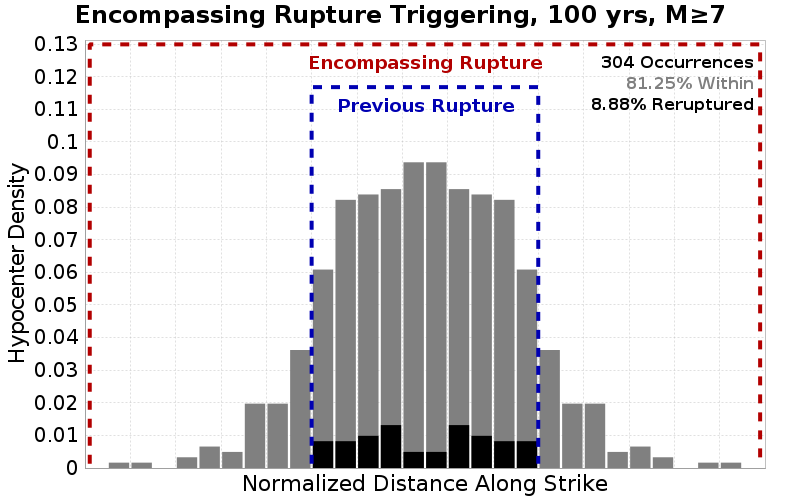 Encompassing Rupture Triggering, 100 yrs, M≥7
Encompassing Rupture
Previous Rupture
304 Occurrences
81.25% Within
8.88% Reruptured
Hypocenter Density
0.13
0.12
0.11
0.1
0.09
0.08
0.07
0.06
0.05
0.04
0.03
0.02
0.01
0
Normalized Distance Along Strike